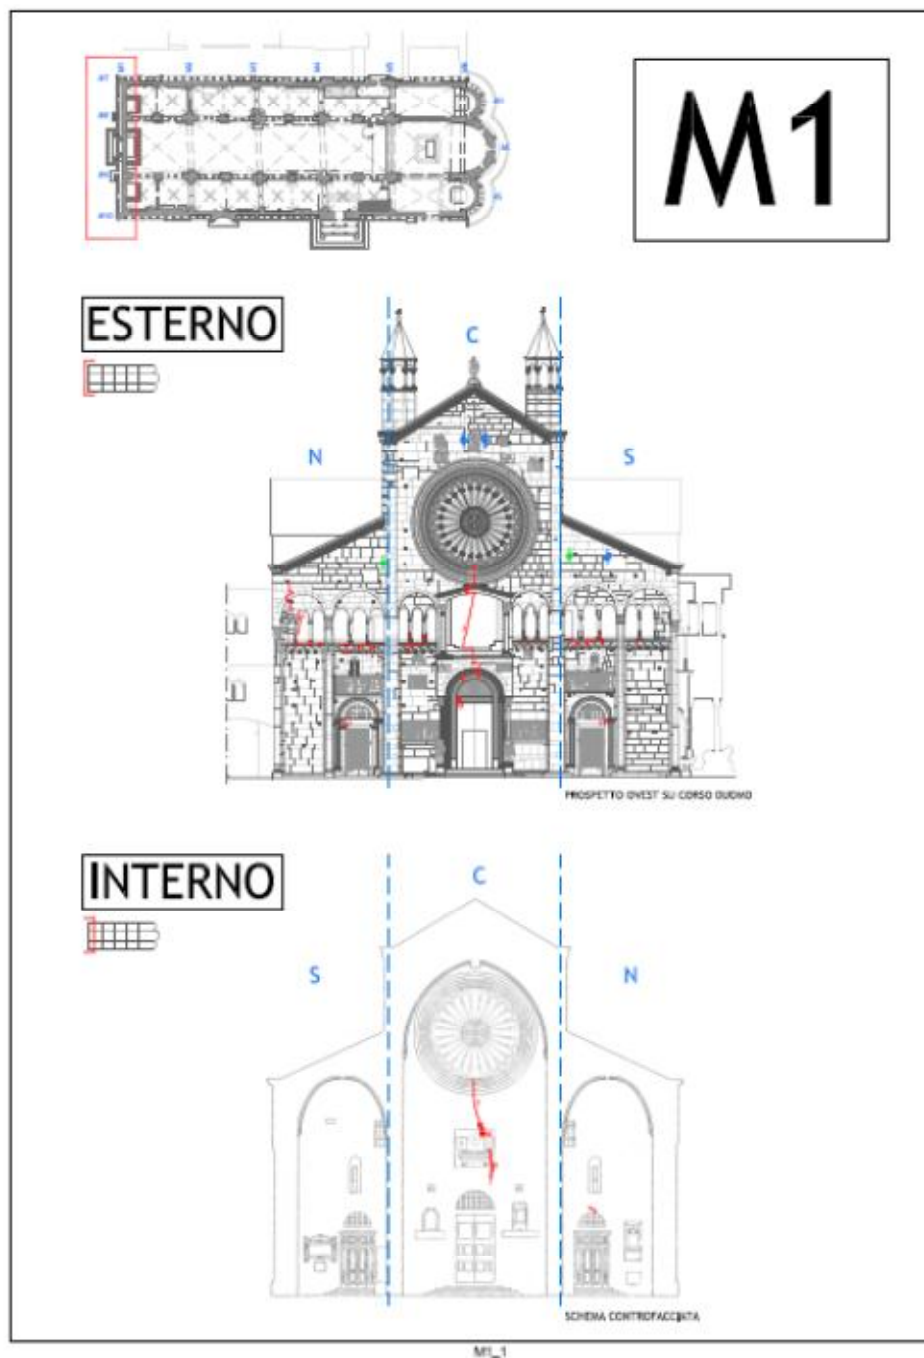 M1
ESTERNO
C
N
S
PROSPETTO OVEST SU CORSO DUOMO
INTERNO
C
S
N
SCHEMA CONTROFACCIATA
M1_1